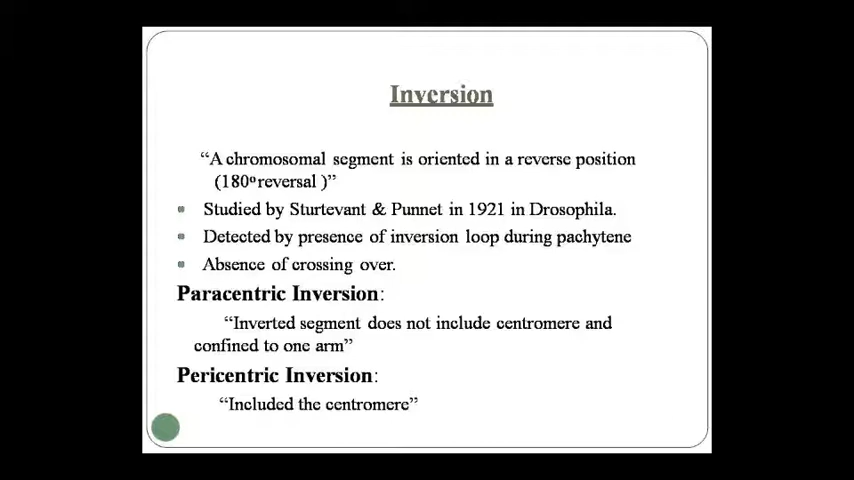 Inversion
“A chromosomal segment is oriented in a reverse position
(180º reversal )”
Studied by Sturtevant & Punnet in 1921 in Drosophila.
Detected by presence of inversion loop during pachytene
Absence of crossing over.
Paracentric Inversion:
“Inverted segment does not include centromere and
confined to one arm”
Pericentric Inversion:
“Included the centromere”